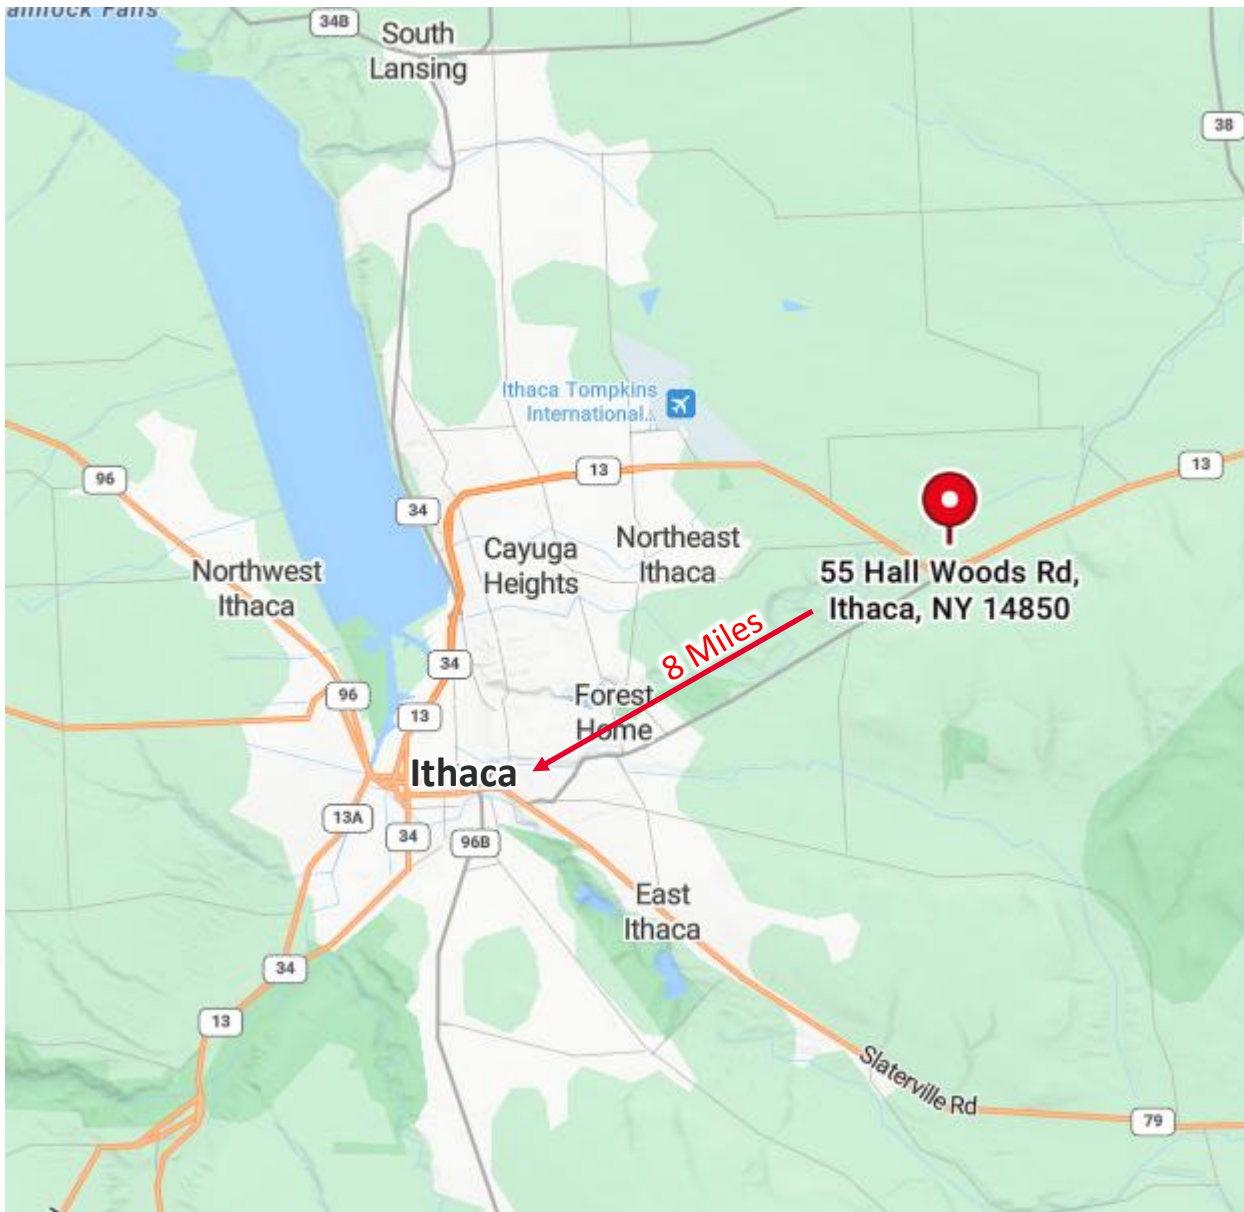 34B
South
Lansing
38
Ithaca Tompkins
International...
96
13
13
34
Northwest
Ithaca
Cayuga
Heights
Northeast
Ithaca
55 Hall Woods Rd,
Ithaca, NY 14850
8 Miles
34
96
13
Forest
Home
Ithaca
13A
34
96B
East
Ithaca
34
13
Slaterville Rd
79